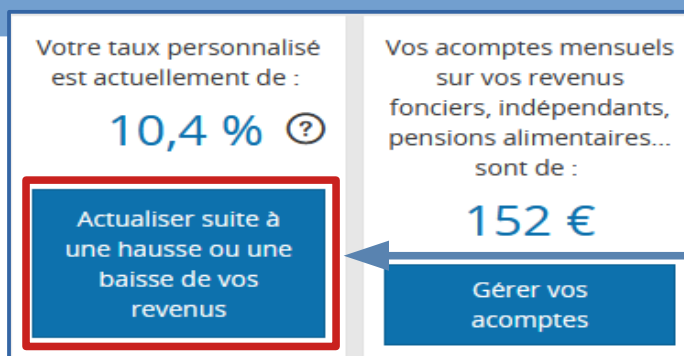 Votre taux personnalisé
est actuellement de :
10,4 % ?
Actualiser suite à
une hausse ou une
baisse de vos
revenus
Vos acomptes mensuels
sur vos revenus
fonciers, indépendants,
pensions alimentaires...
sont de :
152 €
Gérer vos
acomptes